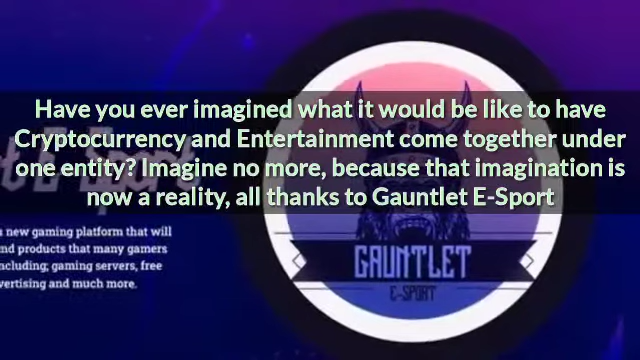 Have you ever imagined what it would be like to have
Cryptocurrency and Entertainment come together under
one entity? Imagine no more, because that imagination is
now a reality, all thanks to Gauntlet E-Sport
new gaming platform that will
nd products that many gamers
ncluding; gaming servers, free
vertising and much more.
GAUNTLET
E-SPORT